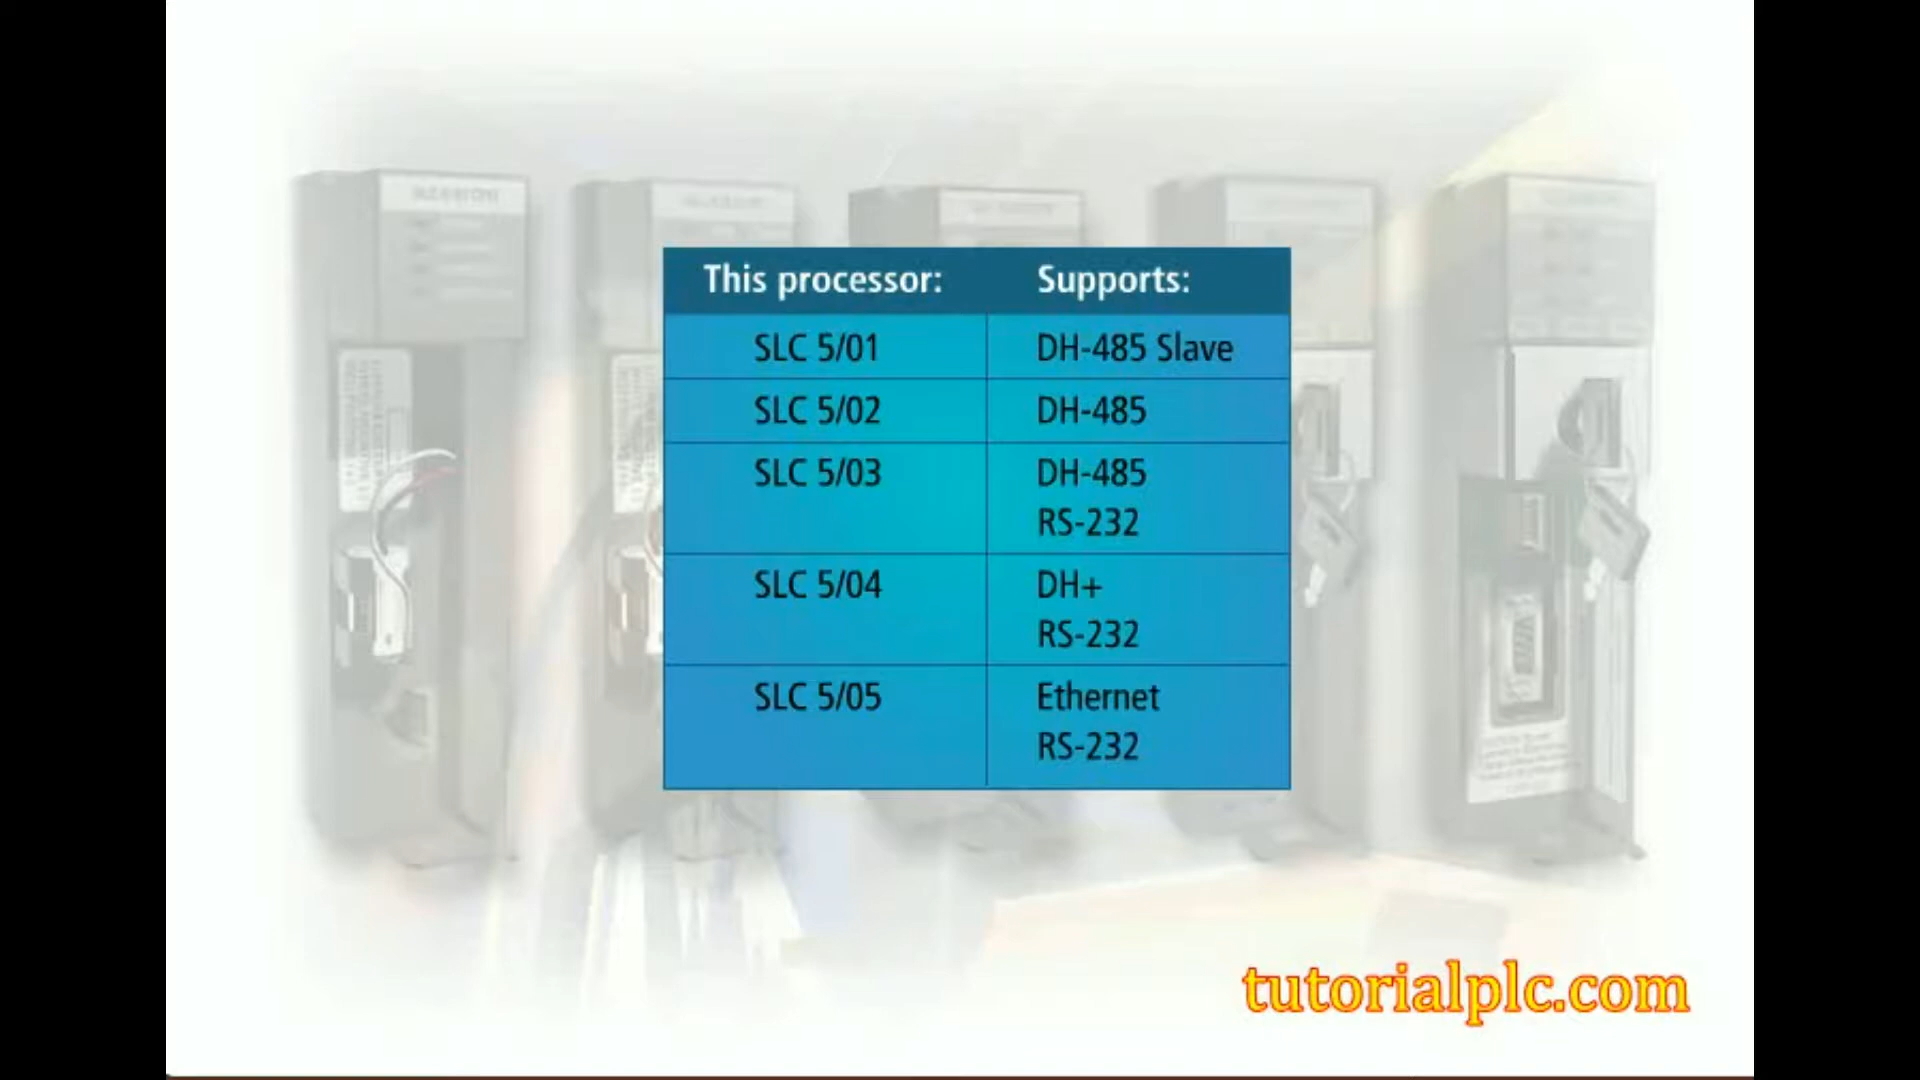 This processor: Supports:
SLC 5/01 DH-485 Slave
SLC 5/02 DH-485
SLC 5/03 DH-485
RS-232
SLC 5/04 DH+
RS-232
SLC 5/05 Ethernet
RS-232
tutorialplc.com